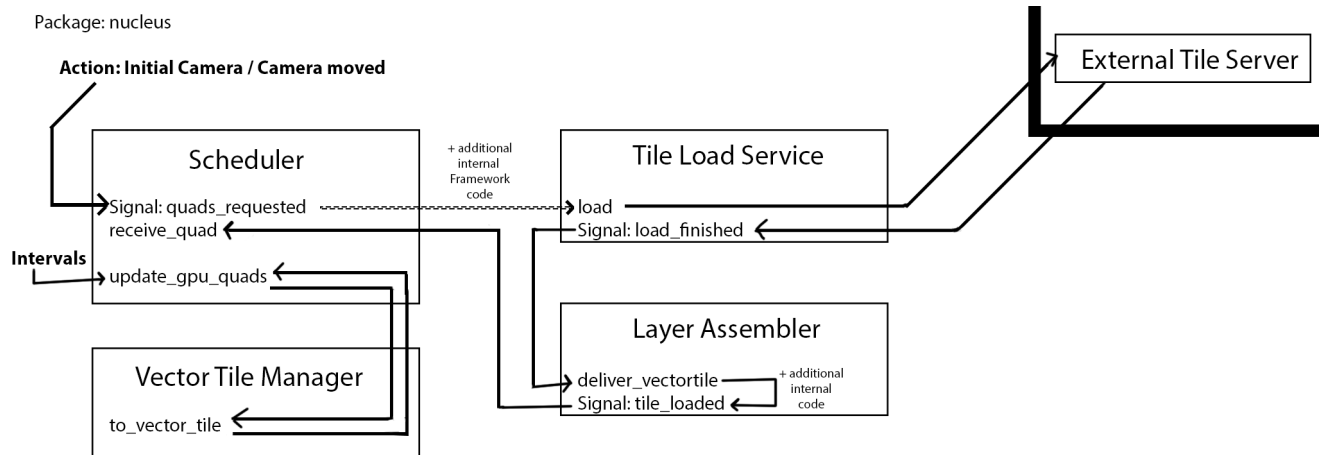 Package: nucleus
Action: Initial Camera / Camera moved
External Tile Server
Scheduler
+ additional
internal
Framework
code
Tile Load Service
Signal: quads_requested
load
receive_quad
Signal: load_finished
Intervals
update_gpu_quads
Layer Assembler
Vector Tile Manager
deliver_vectortile
+ additional
internal
code
Signal: tile_loaded
to_vector_tile